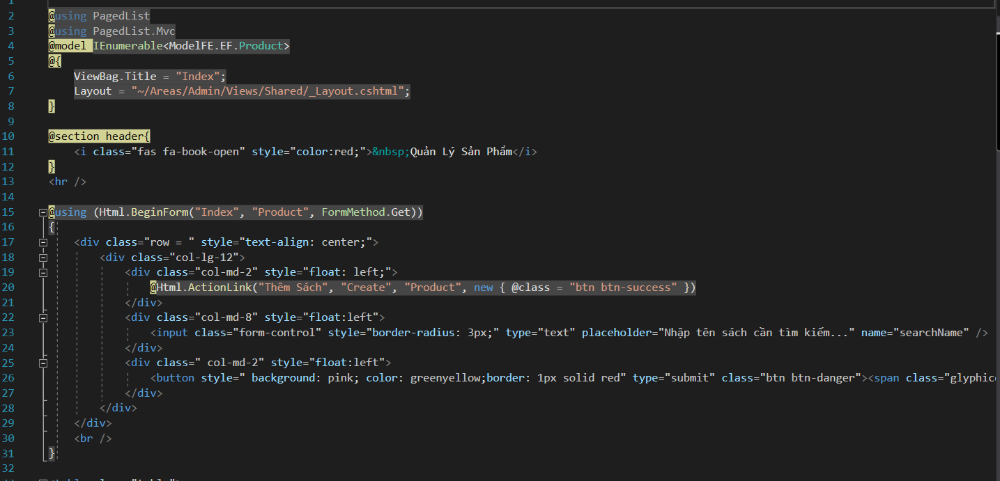 1
2 @using PagedList
3 @using PagedList.Mvc
4 @model IEnumerable<ModelFE.EF.Product>
5 @{
6 ViewBag.Title = "Index";
7 Layout = "~/Areas/Admin/Views/Shared/_Layout.cshtml";
8 }
9
10 @section header{
11 <i class="fas fa-book-open" style="color:red;">&nbsp;Quản Lý Sản Phẩm</i>
12 }
13 <hr />
14
15 @using (Html.BeginForm("Index", "Product", FormMethod.Get))
16 {
17 <div class="row = " style="text-align: center;">
18 <div class="col-lg-12">
19 <div class="col-md-2" style="float: left;">
20 @Html.ActionLink("Thêm Sách", "Create", "Product", new { @class = "btn btn-success" })
21 </div>
22 <div class="col-md-8" style="float:left">
23 <input class="form-control" style="border-radius: 3px;" type="text" placeholder="Nhập tên sách cần tìm kiếm..." name="searchName" />
24 </div>
25 <div class=" col-md-2" style="float:left">
26 <button style=" background: pink; color: greenyellow;border: 1px solid red" type="submit" class="btn btn-danger"><span class="glyphic
27 </div>
28 </div>
29 </div>
30 <br />
31 }
32